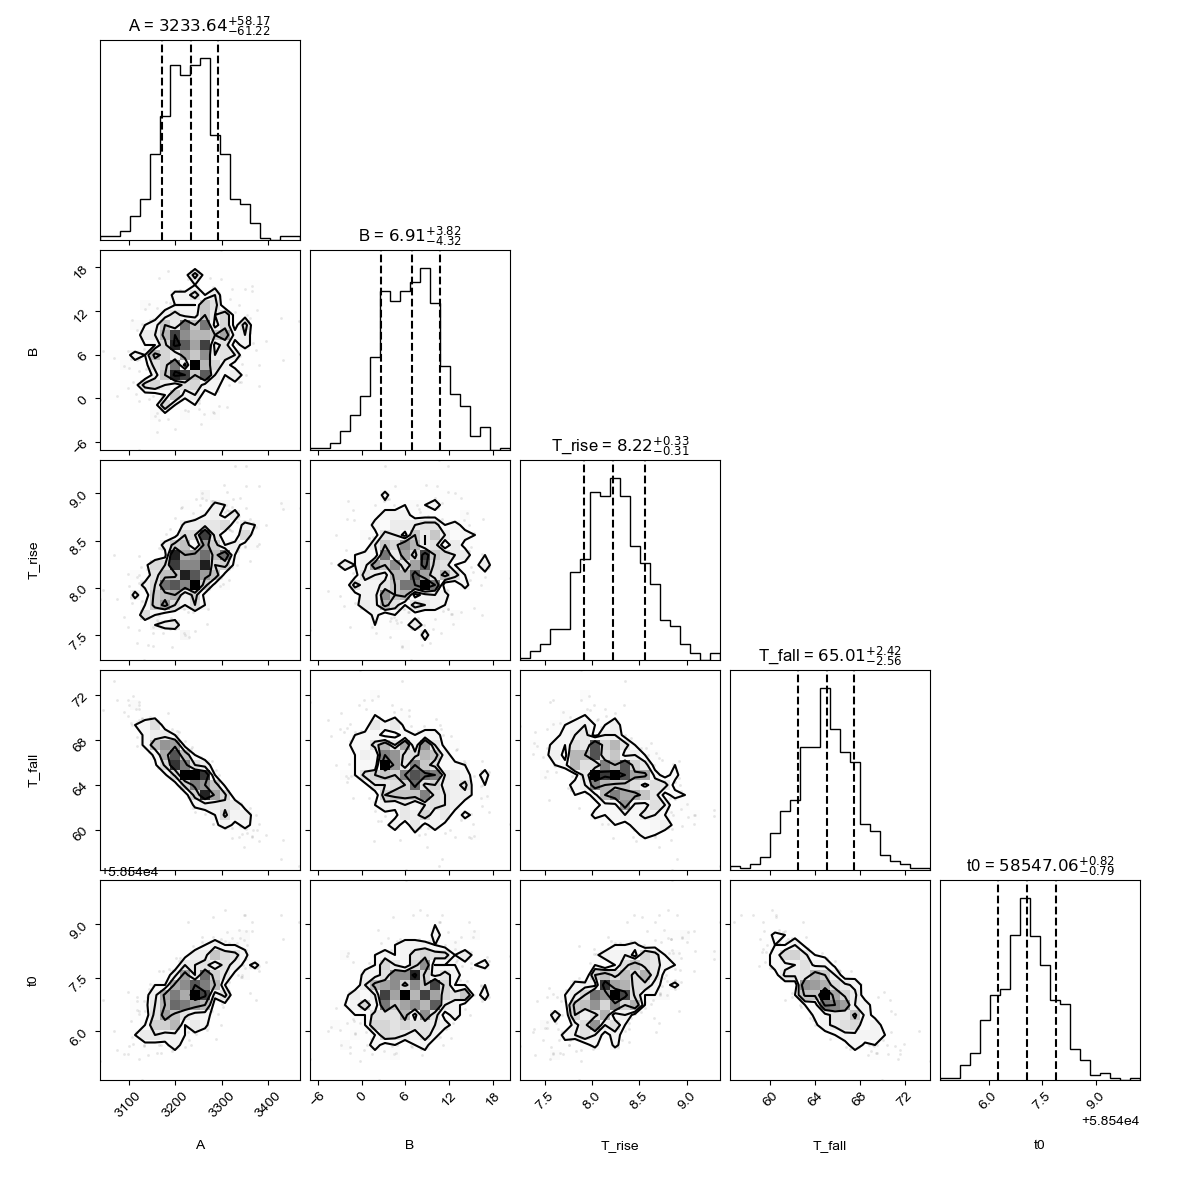 A = 3233.64+58.17−61.22
B = 6.91+3.82−4.32
B
18
12
6
0
−6
T_rise = 8.22+0.33−0.31
T_rise
9.0
8.5
8.0
7.5
T_fall = 65.01+2.42−2.56
T_fall
72
68
64
60
+5.854e4
t0 = 58547.06+0.82−0.79
t0
9.0
7.5
6.0
3100 3200 3300 3400 −6 0 6 12 18 7.5 8.0 8.5 9.0 60 64 68 72 6.0 7.5 9.0
+5.854e4
A B T_rise T_fall t0